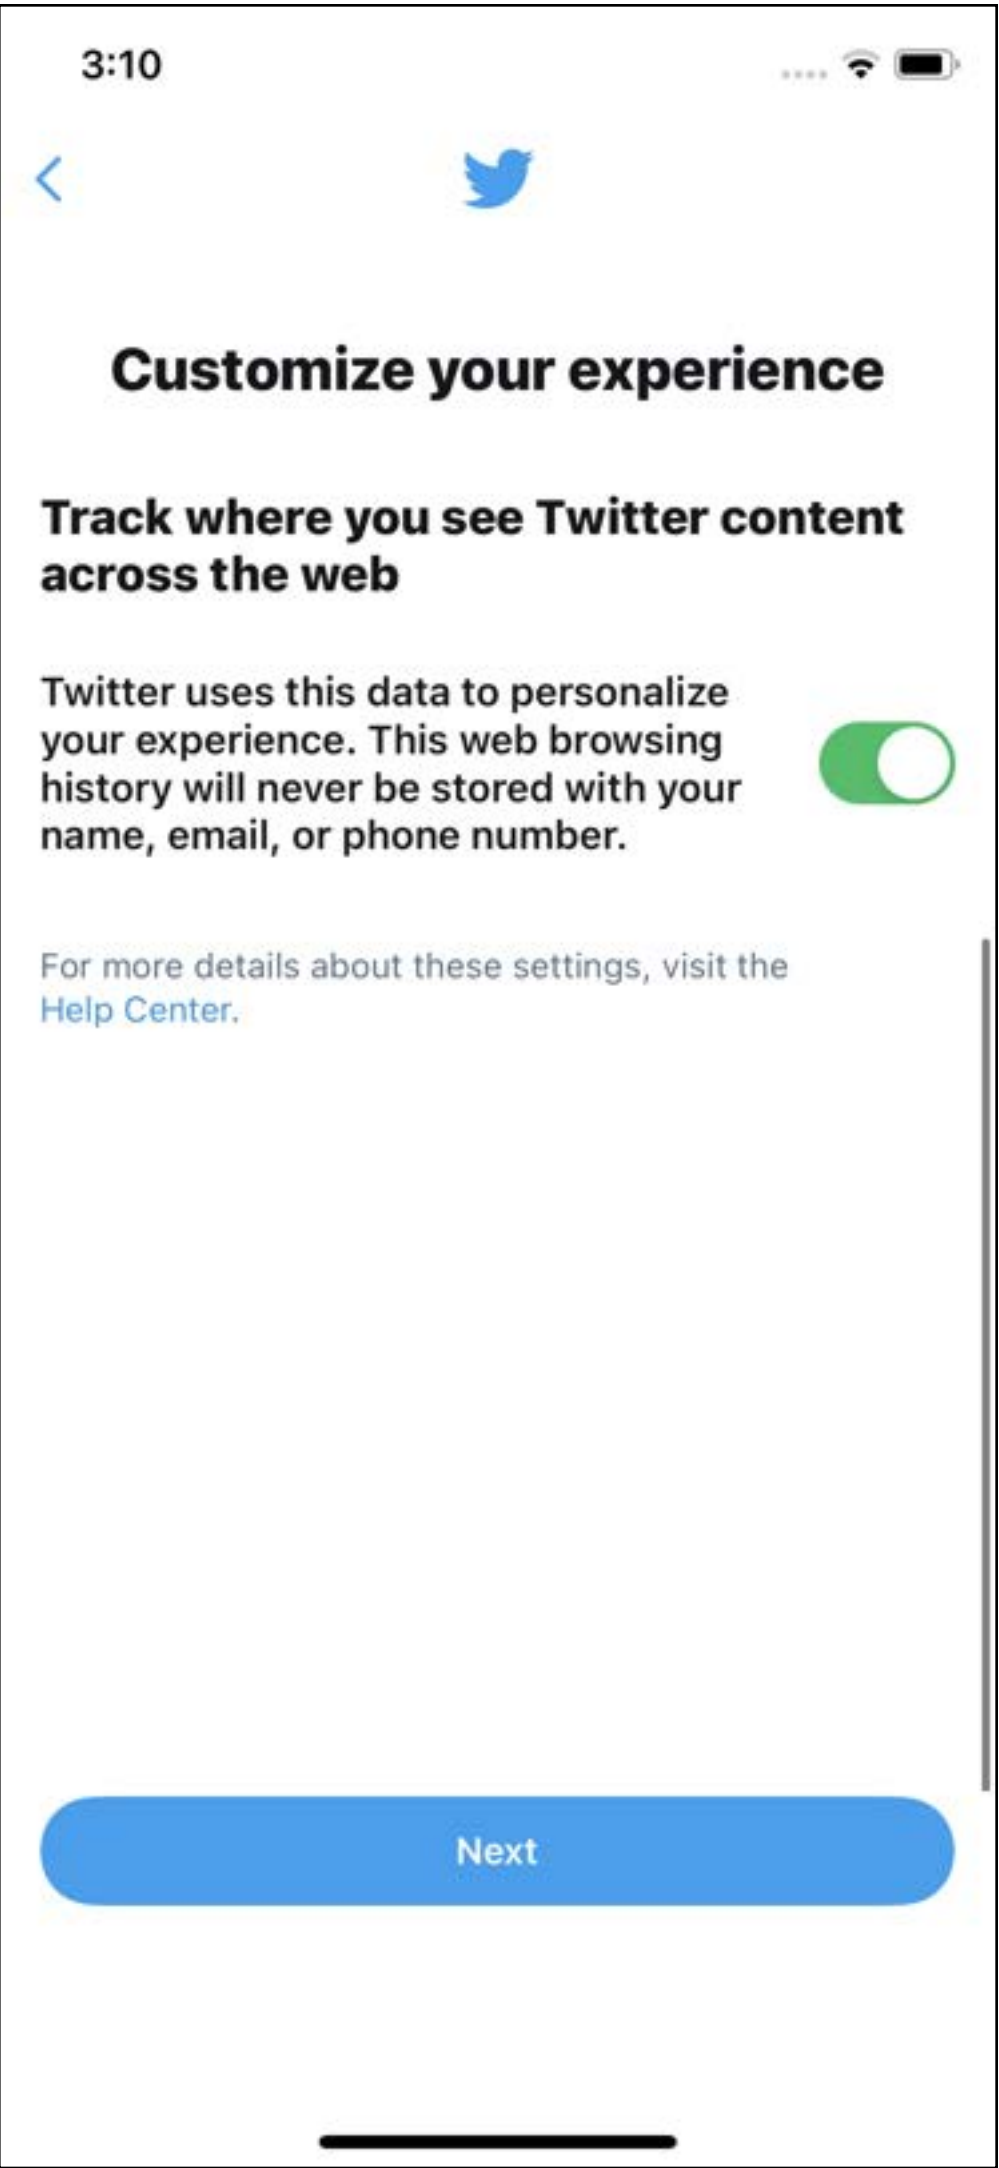 3:10
Customize your experience
Track where you see Twitter content
across the web
Twitter uses this data to personalize
your experience. This web browsing
history will never be stored with your
name, email, or phone number.
For more details about these settings, visit the
Help Center.
Next